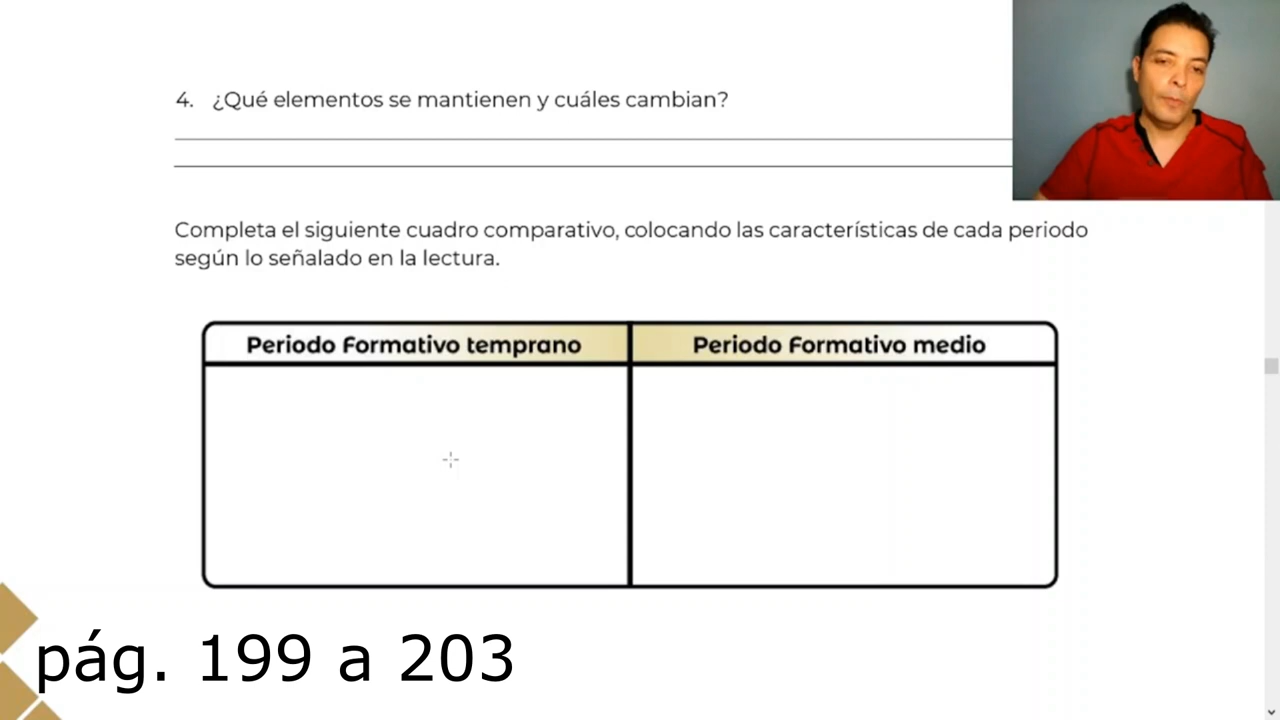 4. ¿Qué elementos se mantienen y cuáles cambian?
Completa el siguiente cuadro comparativo, colocando las características de cada periodo
según lo señalado en la lectura.
Periodo Formativo temprano
Periodo Formativo medio
pág. 199 a 203